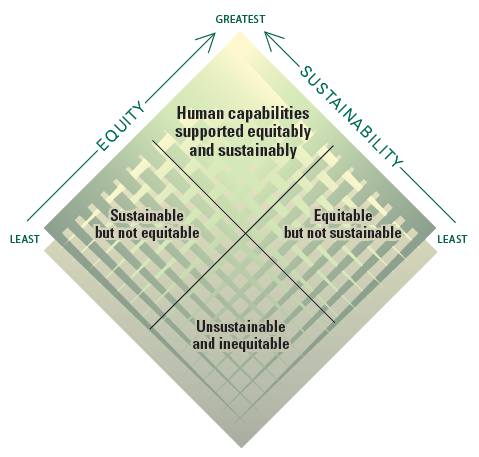 GREATEST
EQUITY
SUSTAINABILITY
Human capabilities
supported equitably
and sustainably
Sustainable
but not equitable
Equitable
but not sustainable
LEAST
LEAST
Unsustainable
and inequitable